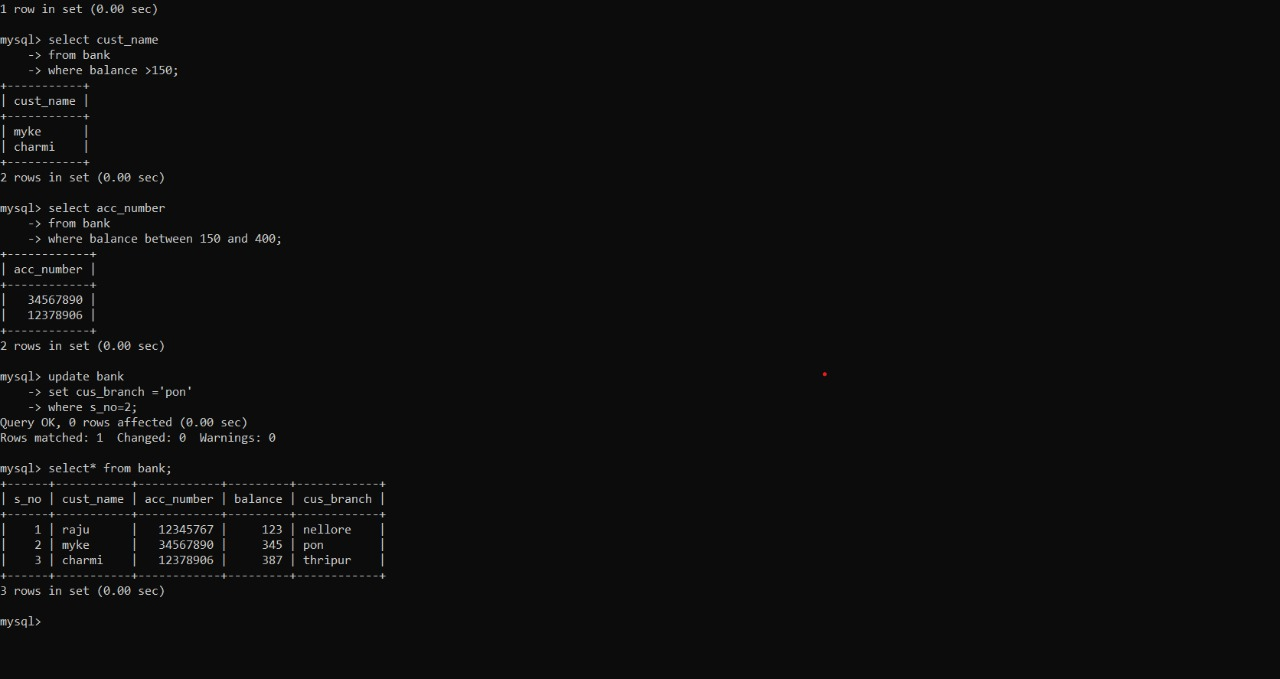 1 row in set (0.00 sec)
mysql> select cust_name
    -> from bank
    -> where balance >150;
+-----------+
| cust_name |
+-----------+
| myke      |
| charmi    |
+-----------+
2 rows in set (0.00 sec)
mysql> select acc_number
    -> from bank
    -> where balance between 150 and 400;
+------------+
| acc_number |
+------------+
|   34567890 |
|   12378906 |
+------------+
2 rows in set (0.00 sec)
mysql> update bank
    -> set cus_branch ='pon'
    -> where s_no=2;
Query OK, 0 rows affected (0.00 sec)
Rows matched: 1  Changed: 0  Warnings: 0
mysql> select* from bank;
+------+-----------+------------+---------+------------+
| s_no | cust_name | acc_number | balance | cus_branch |
+------+-----------+------------+---------+------------+
|    1 | raju      |   12345767 |     123 | nellore    |
|    2 | myke      |   34567890 |     345 | pon        |
|    3 | charmi    |   12378906 |     387 | thripur    |
+------+-----------+------------+---------+------------+
3 rows in set (0.00 sec)
mysql>